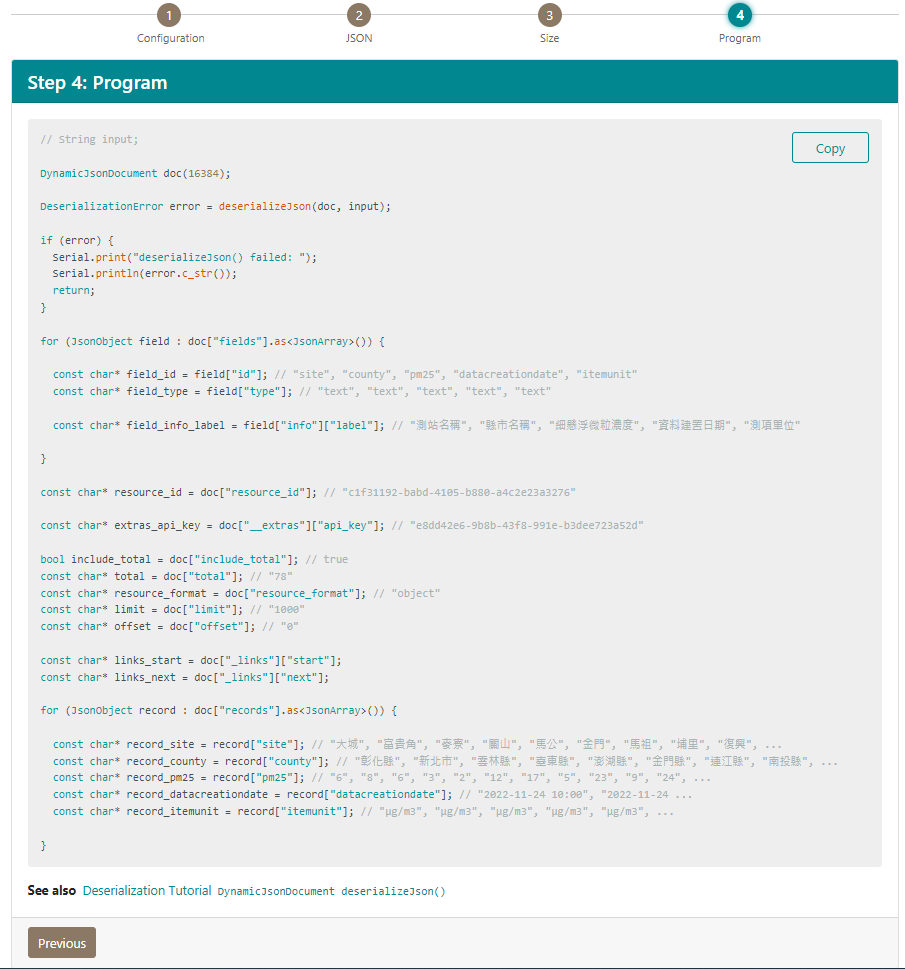 1
2
3
4
Configuration
JSON
Size
Program
Step 4: Program
Copy
// String input;
DynamicJsonDocument doc(16384);
DeserializationError error = deserializeJson(doc, input);
if (error) {
Serial.print("deserializeJson() failed: ");
Serial.println(error.c_str());
return;
}
for (JsonObject field : doc["fields"].as<JsonArray>()) {
const char* field_id = field["id"]; // "site", "county", "pm25", "datacreationdate", "itemunit"
const char* field_type = field["type"]; // "text", "text", "text", "text", "text"
const char* field_info_label = field["info"]["label"]; // "測站名稱", "縣市名稱", "細懸浮微粒濃度", "資料建置日期", "測項單位"
}
const char* resource_id = doc["resource_id"]; // "c1f31192-babd-4105-b880-a4c2e23a3276"
const char* extras_api_key = doc["__extras"]["api_key"]; // "e8dd42e6-9b8b-43f8-991e-b3dee723a52d"
bool include_total = doc["include_total"]; // true
const char* total = doc["total"]; // "78"
const char* resource_format = doc["resource_format"]; // "object"
const char* limit = doc["limit"]; // "1000"
const char* offset = doc["offset"]; // "0"
const char* links_start = doc["_links"]["start"];
const char* links_next = doc["_links"]["next"];
for (JsonObject record : doc["records"].as<JsonArray>()) {
const char* record_site = record["site"]; // "大城", "富貴角", "麥寮", "關山", "馬公", "金門", "馬祖", "埔里", "復興", ...
const char* record_county = record["county"]; // "彰化縣", "新北市", "雲林縣", "臺東縣", "澎湖縣", "金門縣", "連江縣", "南投縣", ...
const char* record_pm25 = record["pm25"]; // "6", "8", "6", "3", "2", "12", "17", "5", "23", "9", "24", ...
const char* record_datacreationdate = record["datacreationdate"]; // "2022-11-24 10:00", "2022-11-24 ...
const char* record_itemunit = record["itemunit"]; // "μg/m3", "μg/m3", "μg/m3", "μg/m3", "μg/m3", ...
}
See also Deserialization Tutorial DynamicJsonDocument deserializeJson()
Previous